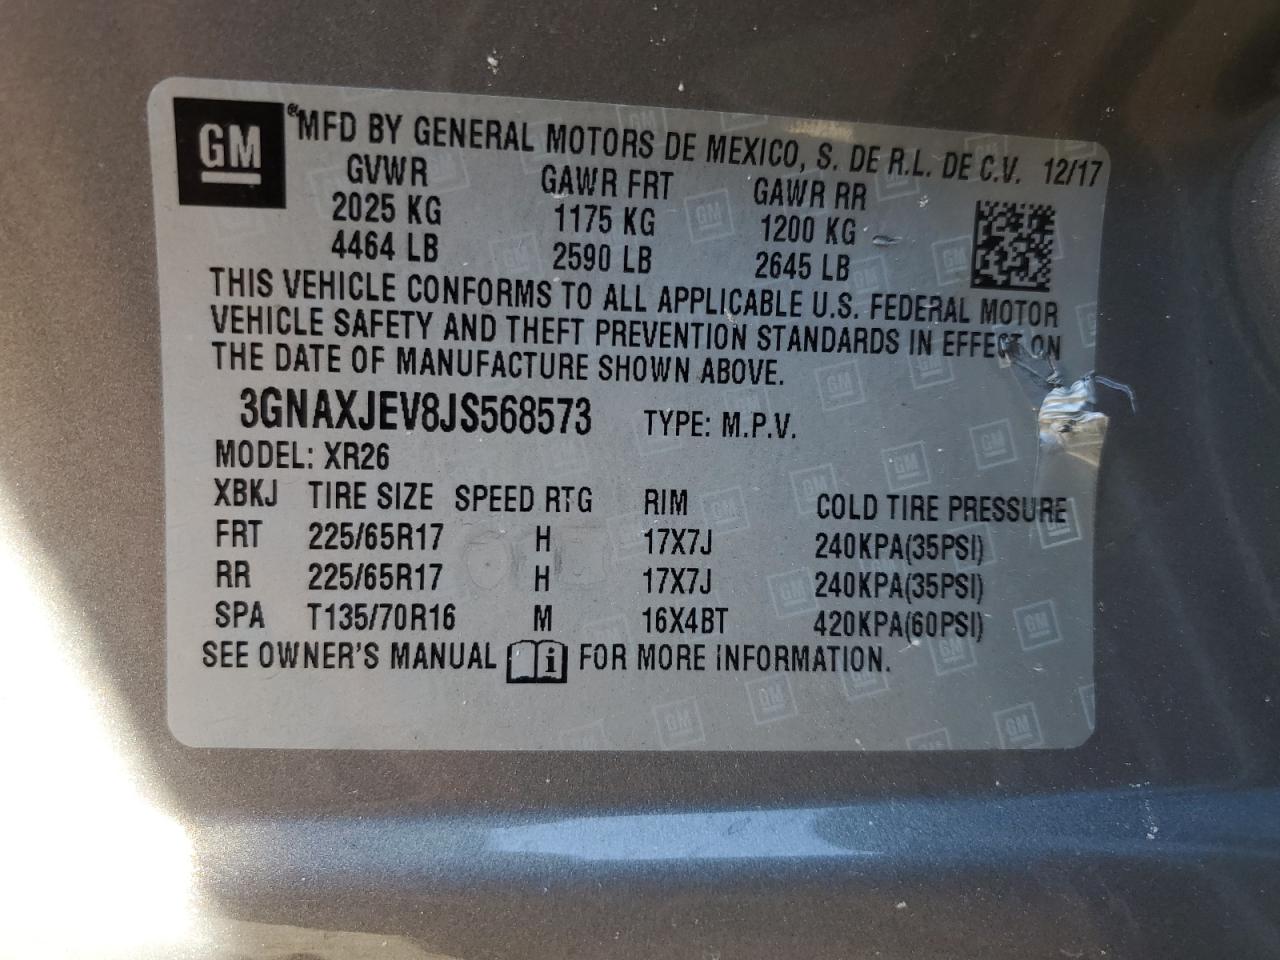 GM
®MFD BY GENERAL MOTORS DE MEXICO, S. DE R.L. DE C.V. 12/17
GVWR GAWR FRT GAWR RR
2025 KG 1175 KG 1200 KG
4464 LB 2590 LB 2645 LB
THIS VEHICLE CONFORMS TO ALL APPLICABLE U.S. FEDERAL MOTOR
VEHICLE SAFETY AND THEFT PREVENTION STANDARDS IN EFFECT ON
THE DATE OF MANUFACTURE SHOWN ABOVE.
3GNAXJEV8JS568573 TYPE: M.P.V.
MODEL: XR26
XBKJ TIRE SIZE SPEED RTG RIM COLD TIRE PRESSURE
FRT 225/65R17 H 17X7J 240KPA(35PSI)
RR 225/65R17 H 17X7J 240KPA(35PSI)
SPA T135/70R16 M 16X4BT 420KPA(60PSI)
SEE OWNER'S MANUAL i FOR MORE INFORMATION.